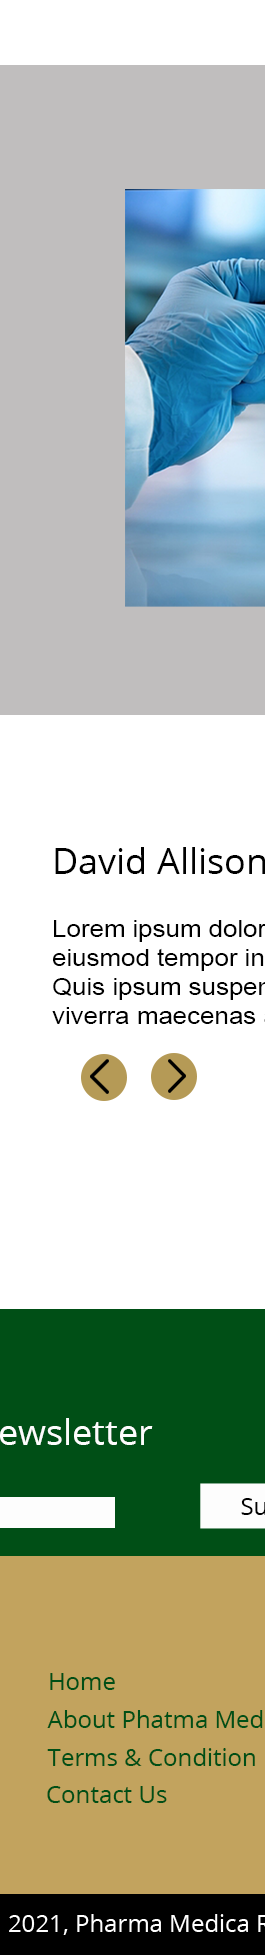 David Allison
Lorem ipsum dolor
eiusmod tempor in
Quis ipsum suspen
viverra maecenas
ewsletter
Su
Home
About Phatma Med
Terms & Condition
Contact Us
2021, Pharma Medica R